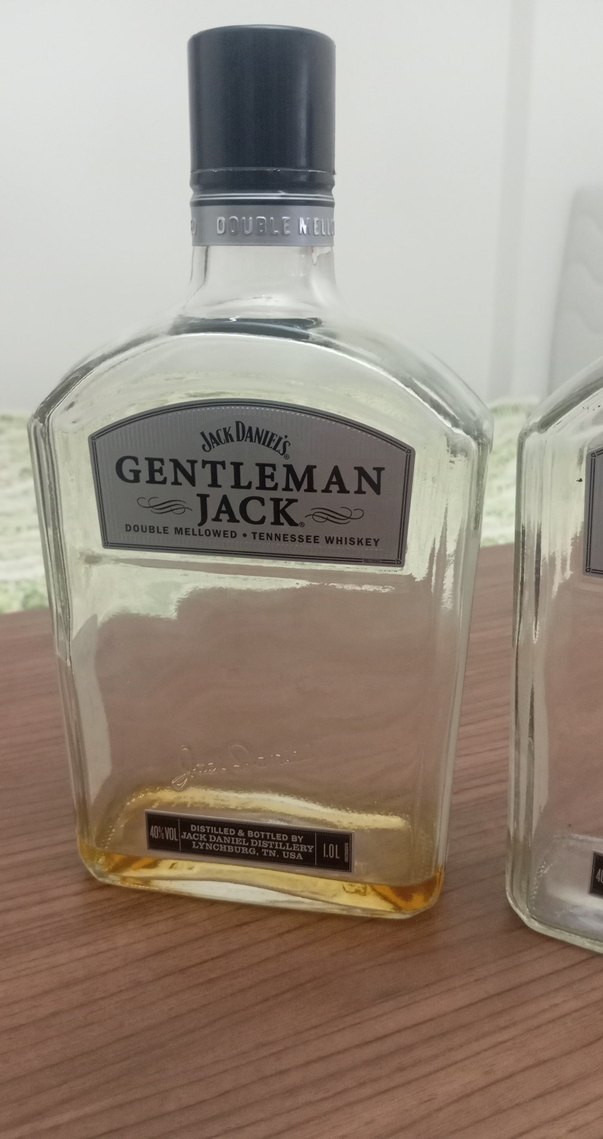 DOUBLE
JACK DANIEL'S
GENTLEMAN
JACK
DOUBLE MELLOWED • TENNESSEE WHISKEY
40% VOL
DISTILLED & BOTTLED BY
JACK DANIEL DISTILLERY
LYNCHBURG, TN. USA
1.0L